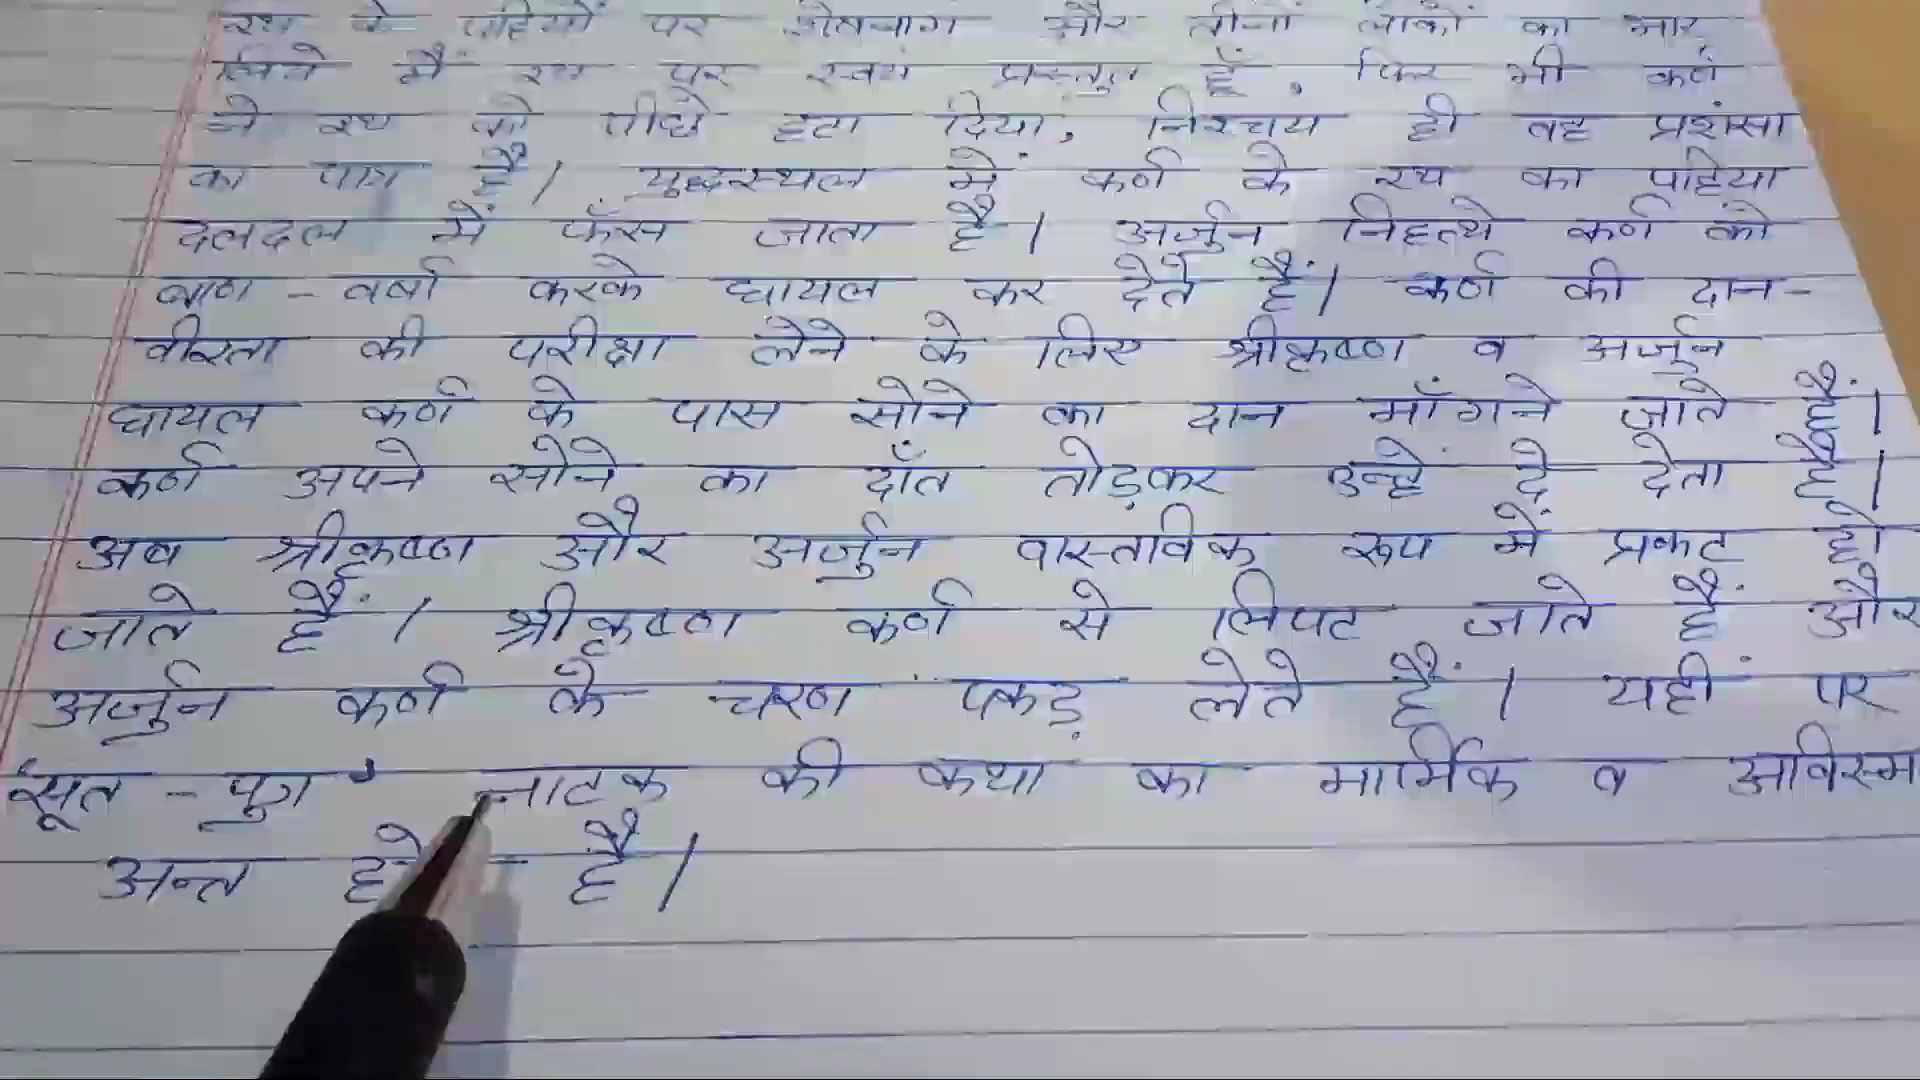 रथ के पहियों पर शेषनाग और तीनों लोकों का भार
लिये मैं रथ पर स्वयं प्रस्तुत हूँ, फिर भी कर्ण
ने रथ को पीछे हटा दिया, निश्चय ही वह प्रशंसा
का पात्र है। युद्धस्थल में कर्ण के रथ का पहिया
दलदल में फँस जाता है। अर्जुन निहत्थे कर्ण को
बाण - वर्षा करके घायल कर देते हैं। कर्ण की दान-
वीरता की परीक्षा लेने के लिए श्रीकृष्ण व अर्जुन
घायल कर्ण के पास सोने का दान माँगने जाते हैं।
कर्ण अपने सोने का दाँत तोड़कर उन्हें दे देता है।
अब श्रीकृष्ण और अर्जुन वास्तविक रूप में प्रकट हो
जाते हैं। श्रीकृष्ण कर्ण से लिपट जाते हैं और
अर्जुन कर्ण के चरण पकड़ लेते हैं। यहीं पर
'सूत - पुत्र' नाटक की कथा का मार्मिक व अविस्म
अन्त है।